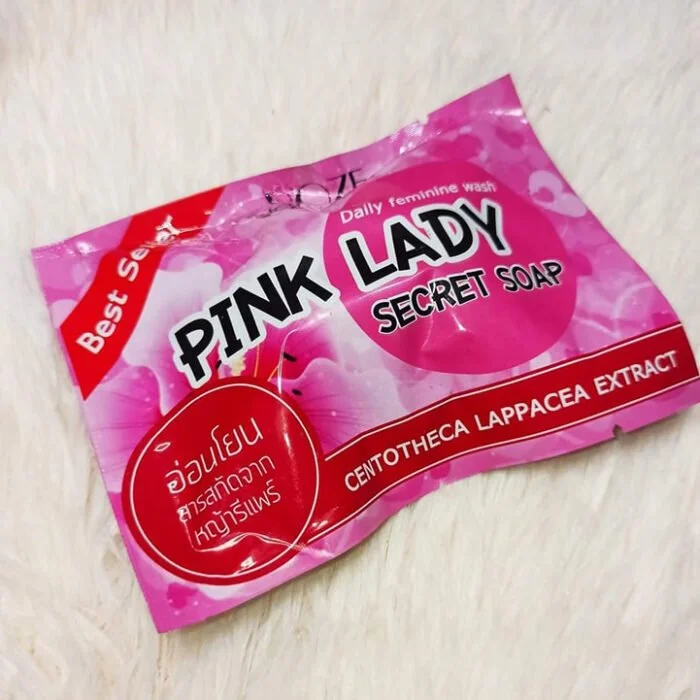 Best Seller
Daily feminine wash
PINK LADY
SECRET SOAP
CENTOTHECA LAPPACEA EXTRACT
อ่อนโยน
สารสกัดจาก
หญ้ารีแพร์